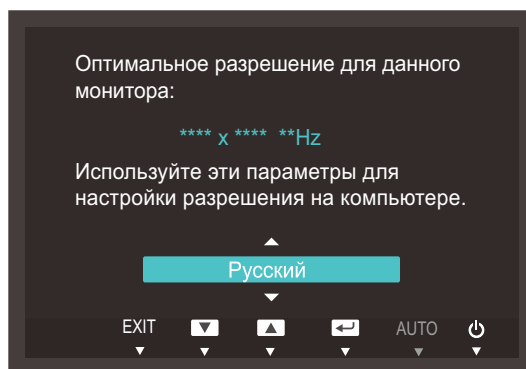 Оптимальное разрешение для данного
монитора:
**** x **** **Hz
Используйте эти параметры для
настройки разрешения на компьютере.
Русский
EXIT AUTO